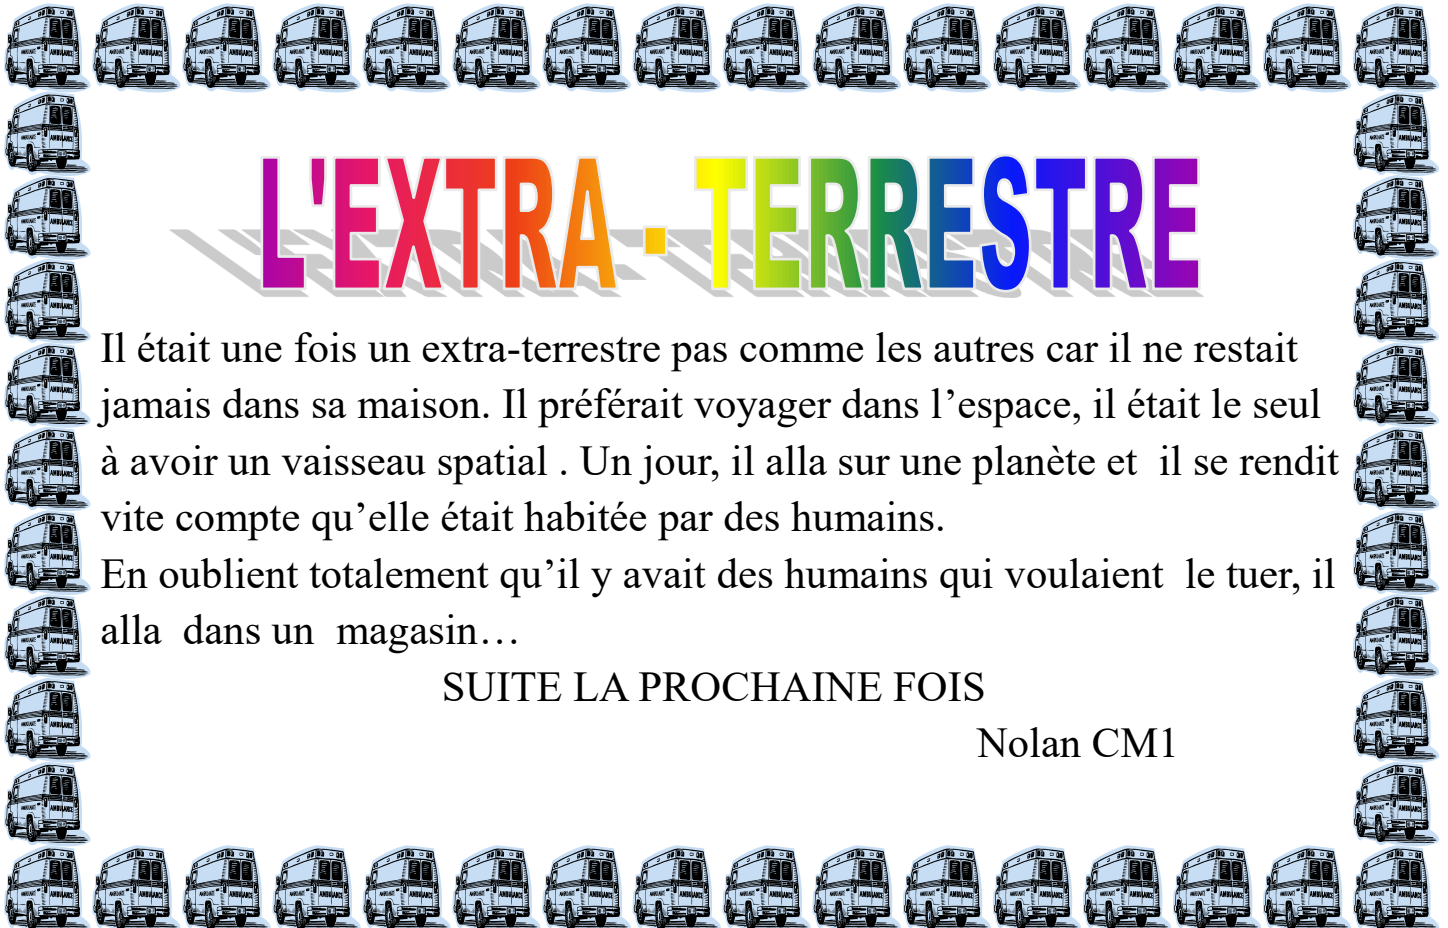 L'EXTRA - TERRESTRE
Il était une fois un extra-terrestre pas comme les autres car il ne restait
jamais dans sa maison. Il préférait voyager dans l’espace, il était le seul
à avoir un vaisseau spatial . Un jour, il alla sur une planète et  il se rendit
vite compte qu’elle était habitée par des humains.
En oublient totalement qu’il y avait des humains qui voulaient  le tuer, il
alla  dans un  magasin…
SUITE LA PROCHAINE FOIS
Nolan CM1